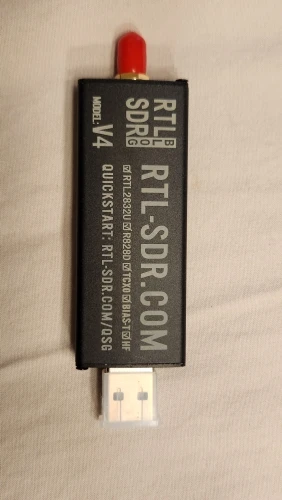 RTL
SDR
BLOG
MODEL: V4
RTL-SDR.COM
☑RTL2832U ☑R828D ☑TCXO ☑BIAS-T ☑HF
QUICKSTART: RTL-SDR.COM/QSG